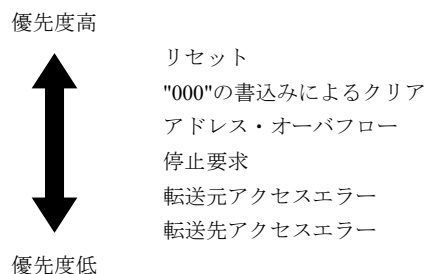 優先度高
リセット
"000"の書込みによるクリア
アドレス・オーバフロー
停止要求
転送元アクセスエラー
転送先アクセスエラー
優先度低